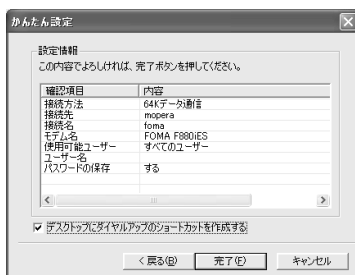 かんたん設定
設定情報
この内容でよろしければ、完了ボタンを押してください。
確認項目 内容
接続方法 64Kデータ通信
接続先 mopera
接続名 foma
モデム名 FOMA F880iES
使用可能ユーザー すべてのユーザー
ユーザー名
パスワードの保存 する
デスクトップにダイヤルアップのショートカットを作成する
< 戻る(B) 完了(F) キャンセル